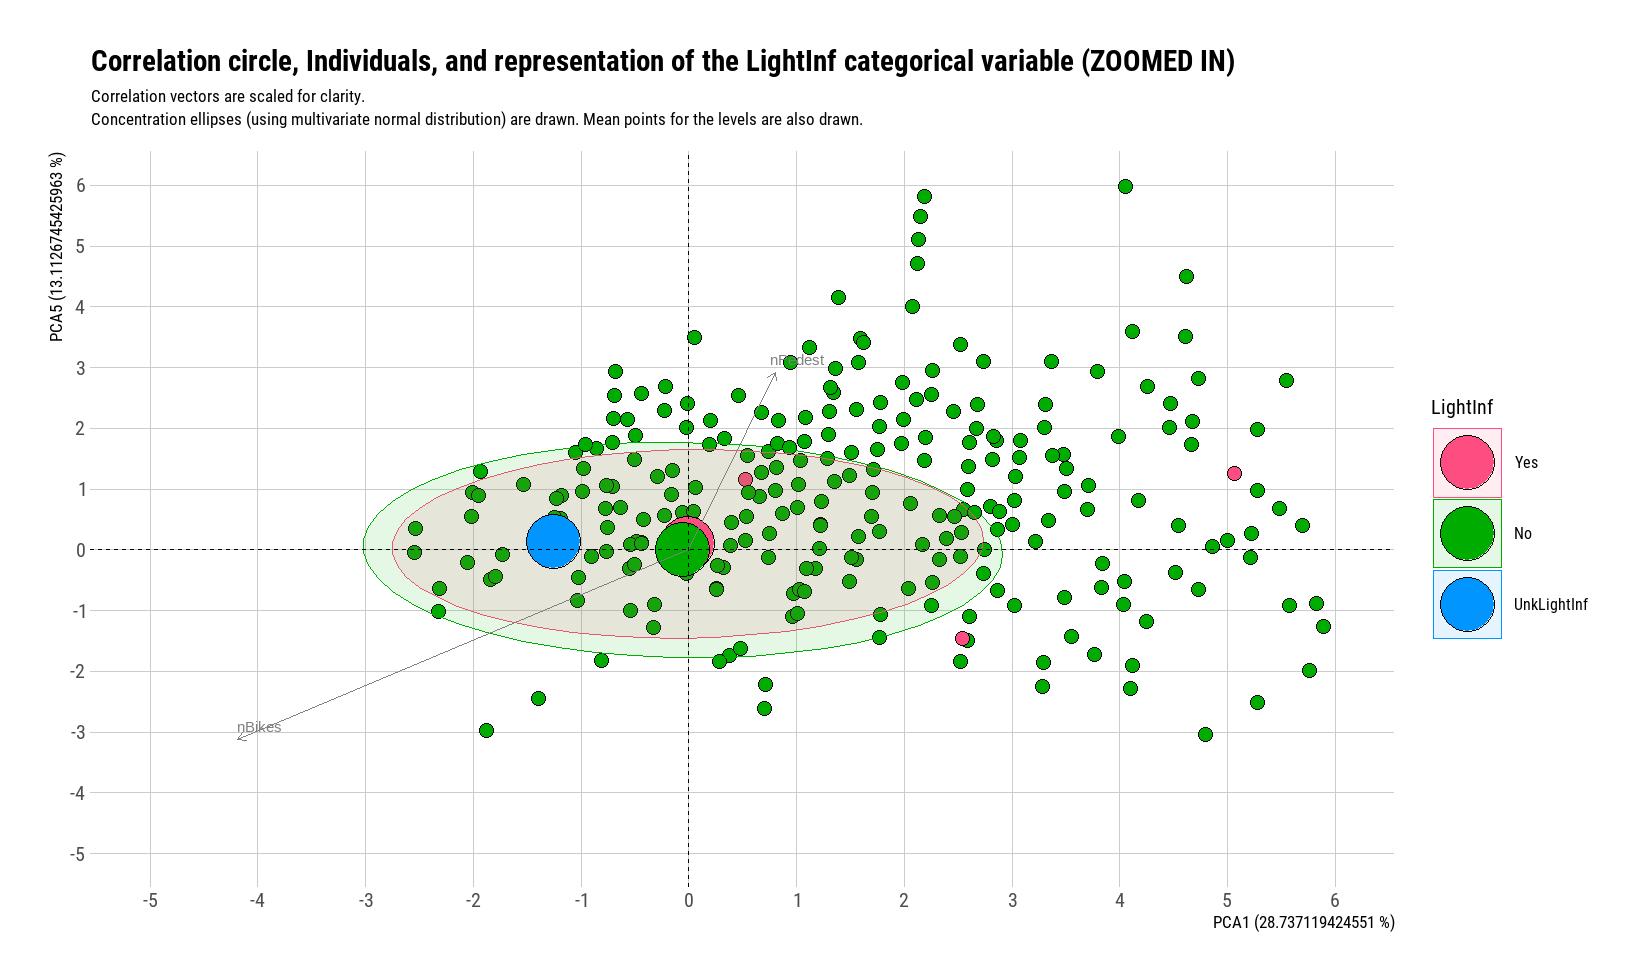 Correlation circle, Individuals, and representation of the LightInf categorical variable (ZOOMED IN)
Correlation vectors are scaled for clarity.
Concentration ellipses (using multivariate normal distribution) are drawn. Mean points for the levels are also drawn.
PCA5 (13.1126745425963 %)
6
5
4
3
2
1
0
-1
-2
-3
-4
-5
nPedest
nBikes
-5
-4
-3
-2
-1
0
1
2
3
4
5
6
PCA1 (28.737119424551 %)
LightInf
Yes
No
UnkLightInf